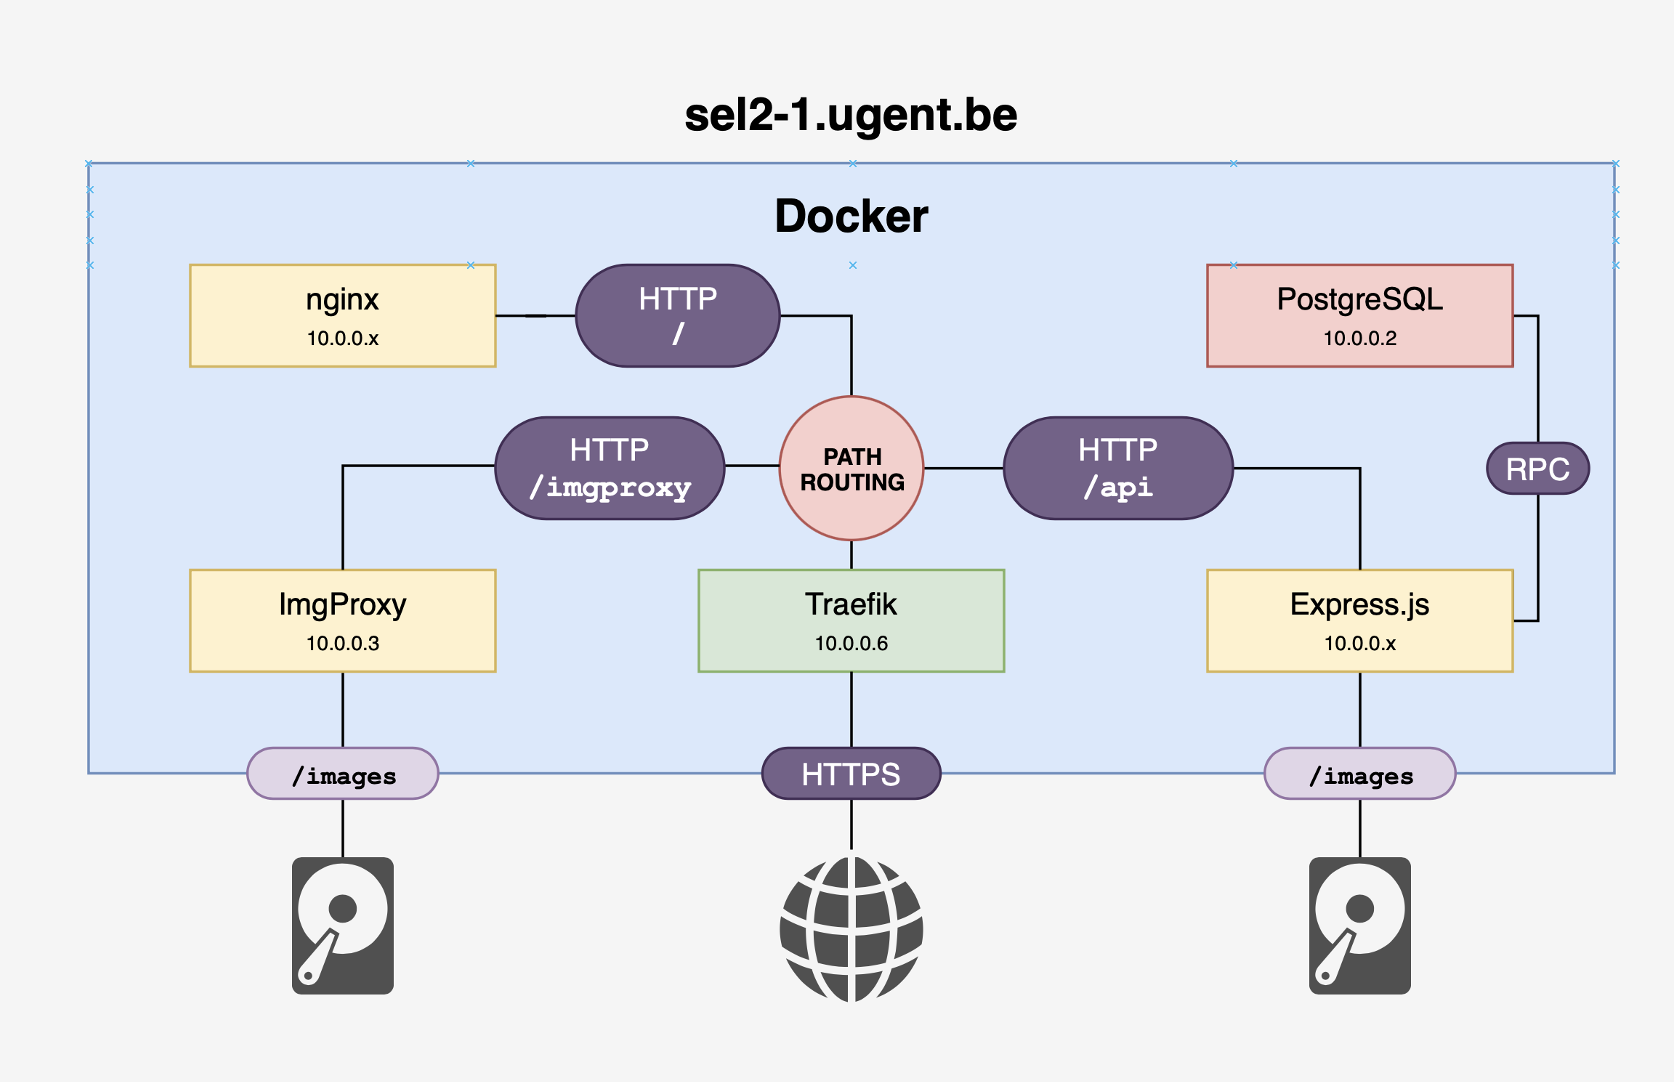 sel2-1.ugent.be
Docker
nginx
10.0.0.x
HTTP
/
PostgreSQL
10.0.0.2
HTTP
/imgproxy
PATH
ROUTING
HTTP
/api
RPC
ImgProxy
10.0.0.3
Traefik
10.0.0.6
Express.js
10.0.0.x
/images
HTTPS
/images